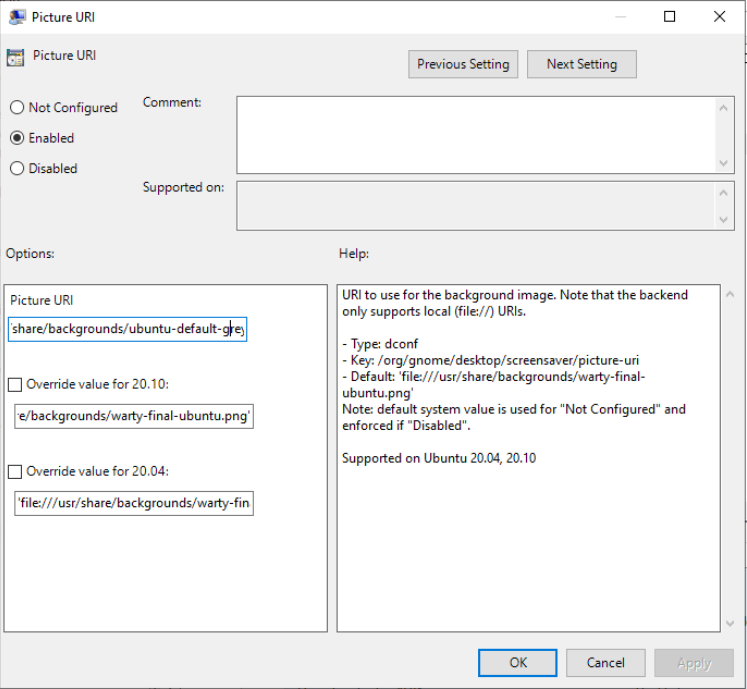 Picture URI
Picture URI
Previous Setting
Next Setting
Not Configured
Comment:
Enabled
Disabled
Supported on:
Options:
Help:
Picture URI
share/backgrounds/ubuntu-default-grey
Override value for 20.10:
e/backgrounds/warty-final-ubuntu.png'
Override value for 20.04:
'file:///usr/share/backgrounds/warty-fin
URI to use for the background image. Note that the backend
only supports local (file://) URIs.
- Type: dconf
- Key: /org/gnome/desktop/screensaver/picture-uri
- Default: 'file:///usr/share/backgrounds/warty-final-
ubuntu.png'
Note: default system value is used for "Not Configured" and
enforced if "Disabled".
Supported on Ubuntu 20.04, 20.10
OK
Cancel
Apply